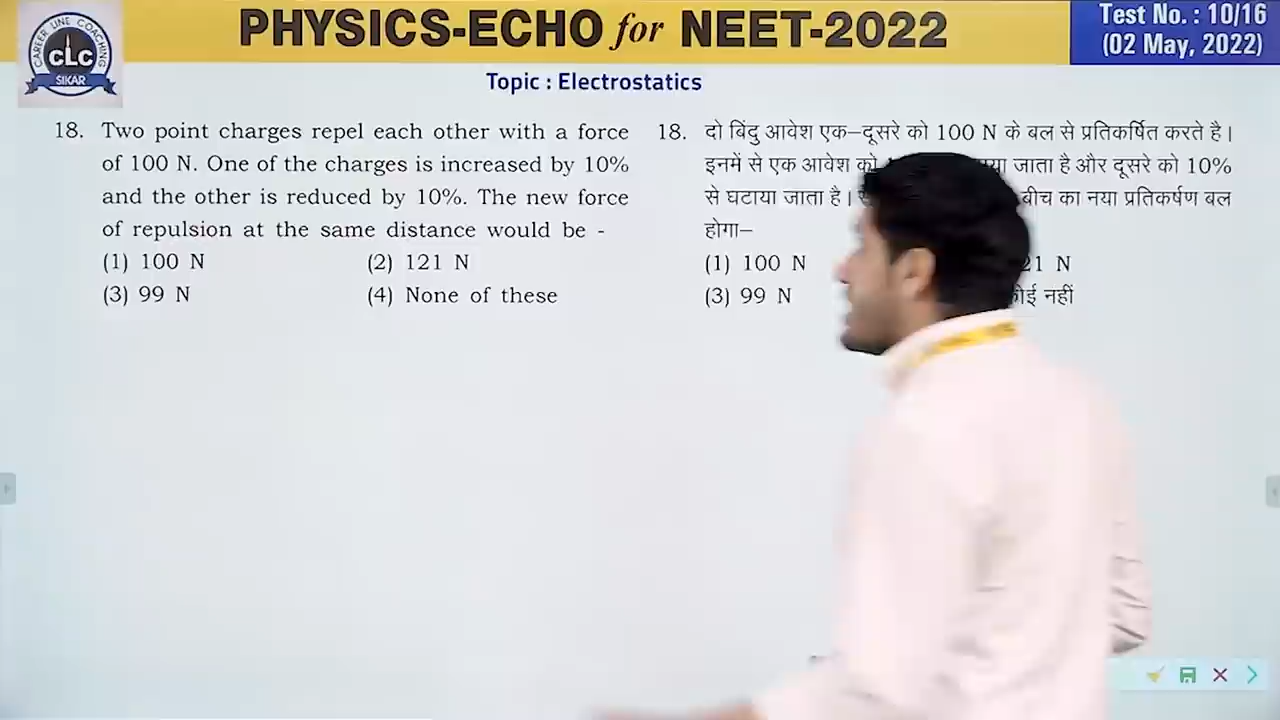 CAREER LINE COACHING
CLC
SIKAR
PHYSICS-ECHO for NEET-2022
Test No. : 10/16
(02 May, 2022)
Topic : Electrostatics
18. Two point charges repel each other with a force
of 100 N. One of the charges is increased by 10%
and the other is reduced by 10%. The new force
of repulsion at the same distance would be -
(1) 100 N (2) 121 N
(3) 99 N (4) None of these
18. दो बिंदु आवेश एक–दूसरे को 100 N के बल से प्रतिकर्षित करते है।
इनमें से एक आवेश को जाता है और दूसरे को 10%
से घटाया जाता है। बीच का नया प्रतिकर्षण बल
होगा–
(1) 100 N 21 N
(3) 99 N कोई नहीं